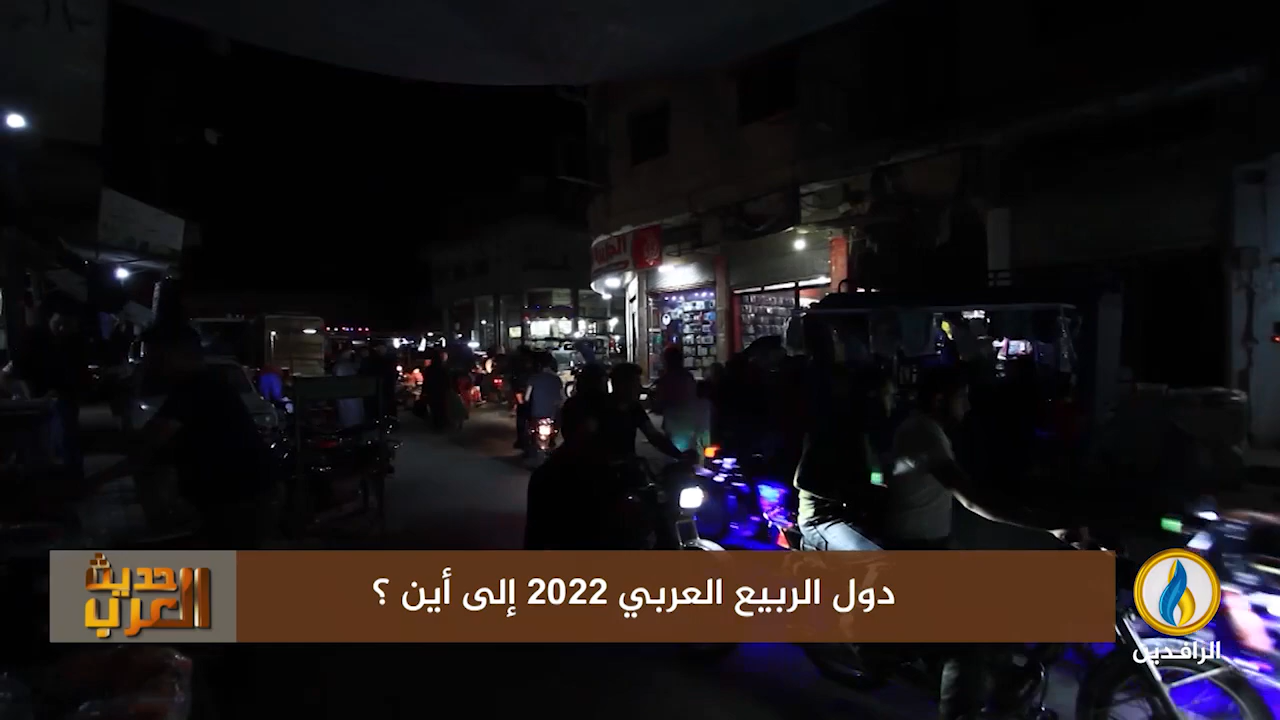 حديث
العرب
دول الربيع العربي 2022 إلى أين ؟
الرافدين